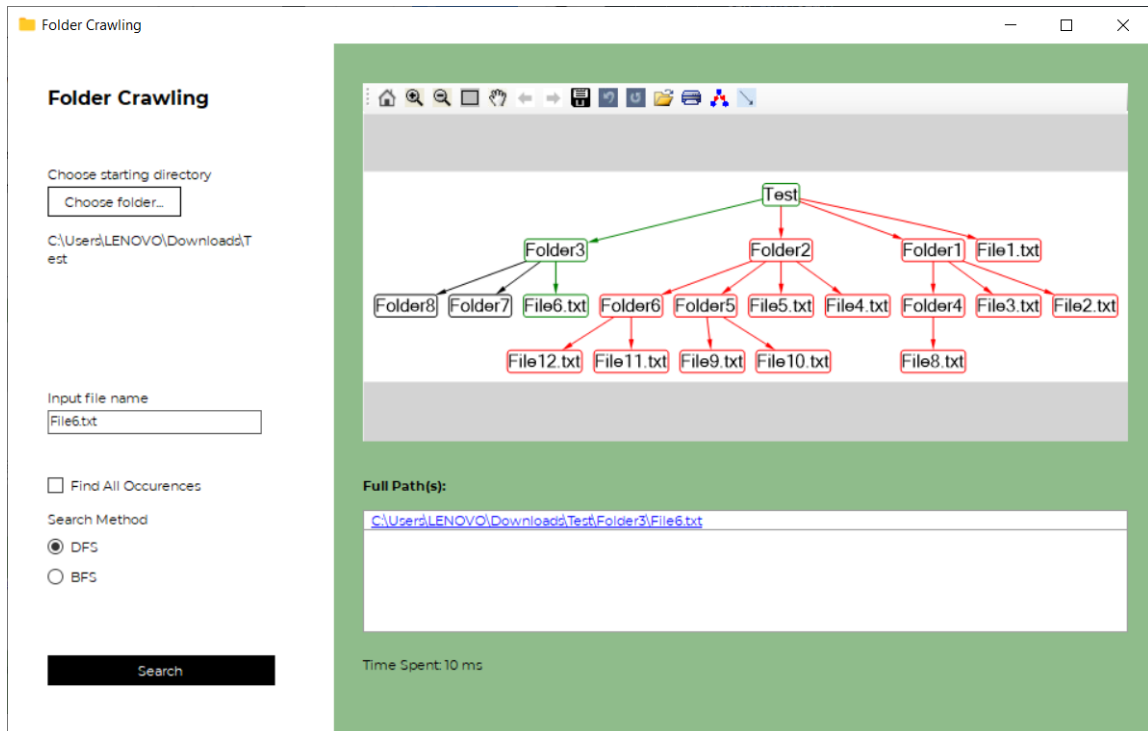 Folder Crawling
Folder Crawling
Choose starting directory
Choose folder...
C:\Users\LENOVO\Downloads\T
est
Input file name
File6.txt
Find All Occurences
Search Method
DFS
BFS
Search
Test
Folder3 Folder2 Folder1 File1.txt
Folder8 Folder7 File6.txt Folder6 Folder5 File5.txt File4.txt Folder4 File3.txt File2.txt
File12.txt File11.txt File9.txt File10.txt File8.txt
Full Path(s):
C:\Users\LENOVO\Downloads\Test\Folder3\File6.txt
Time Spent: 10 ms